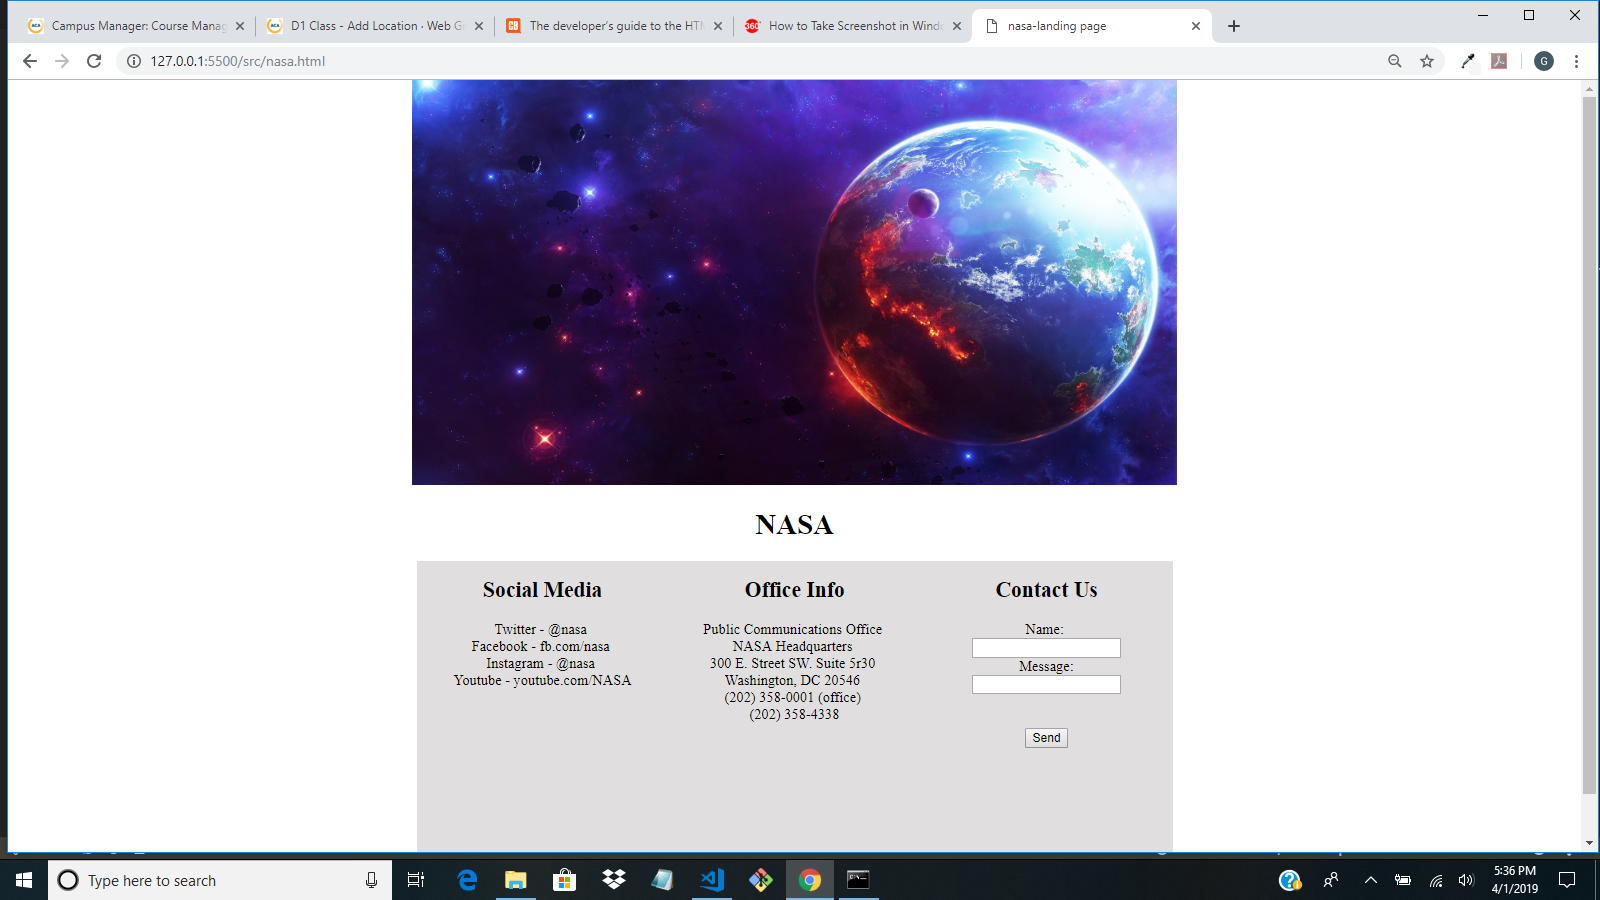 Campus Manager: Course Manag
D1 Class - Add Location · Web G
The developer's guide to the HTM
How to Take Screenshot in Wind
nasa-landing page
127.0.0.1:5500/src/nasa.html
G
NASA
Social Media
Twitter - @nasa
Facebook - fb.com/nasa
Instagram - @nasa
Youtube - youtube.com/NASA
Office Info
Public Communications Office
NASA Headquarters
300 E. Street SW. Suite 5r30
Washington, DC 20546
(202) 358-0001 (office)
(202) 358-4338
Contact Us
Name:
Message:
Send
Type here to search
5:36 PM
4/1/2019